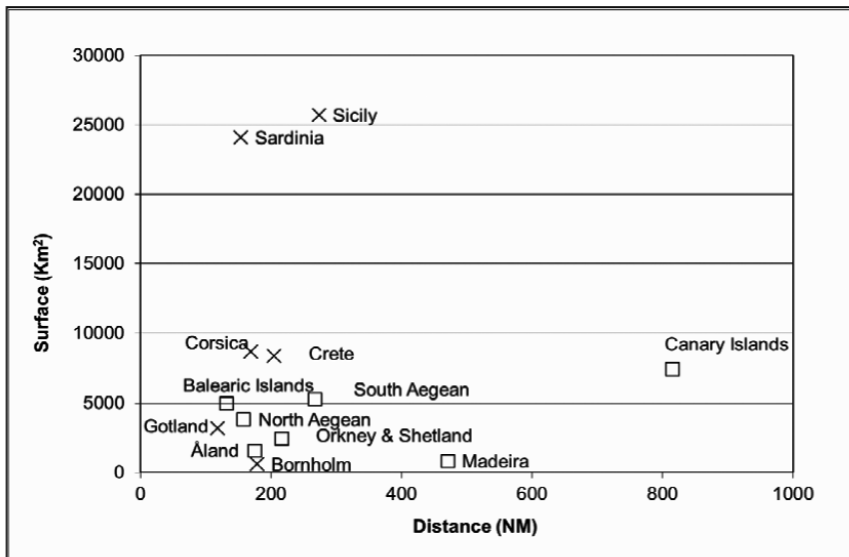 30000
25000
20000
15000
10000
5000
0
Surface (Km²)
Sicily
Sardinia
Corsica
Crete
Canary Islands
Balearic Islands
South Aegean
Gotland
North Aegean
Orkney & Shetland
Åland
Bornholm
Madeira
0 200 400 600 800 1000
Distance (NM)